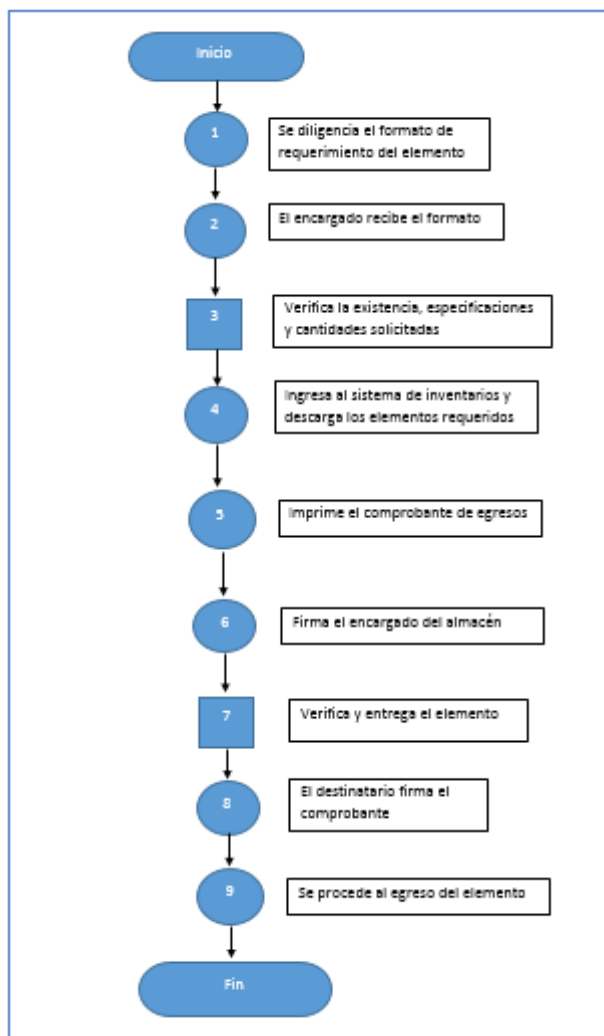 Inicio
1
Se diligencia el formato de
requerimiento del elemento
2
El encargado recibe el formato
3
Verifica la existencia, especificaciones
y cantidades solicitadas
4
Ingresa al sistema de inventarios y
descarga los elementos requeridos
5
Imprime el comprobante de egresos
6
Firma el encargado del almacén
7
Verifica y entrega el elemento
8
El destinatario firma el
comprobante
9
Se procede al egreso del elemento
Fin